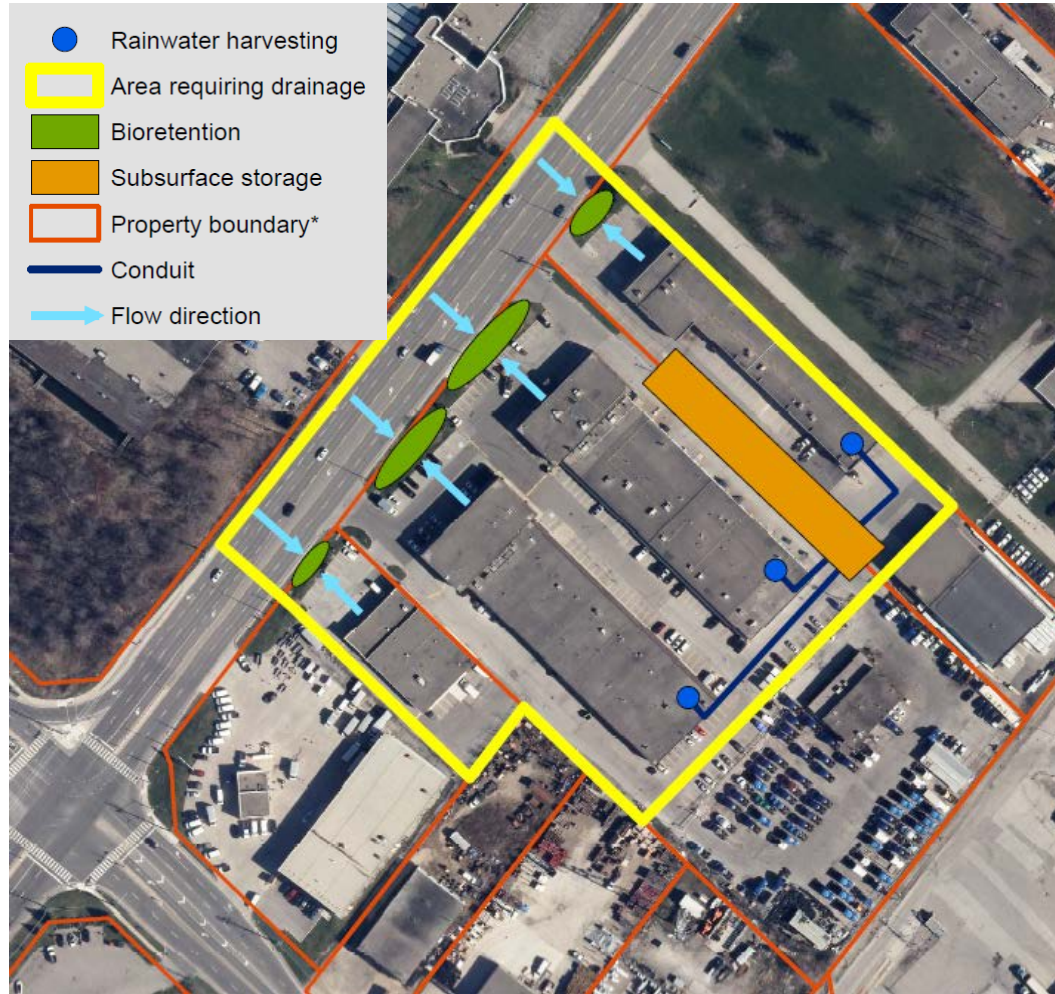 Rainwater harvesting
Area requiring drainage
Bioretention
Subsurface storage
Property boundary*
Conduit
Flow direction